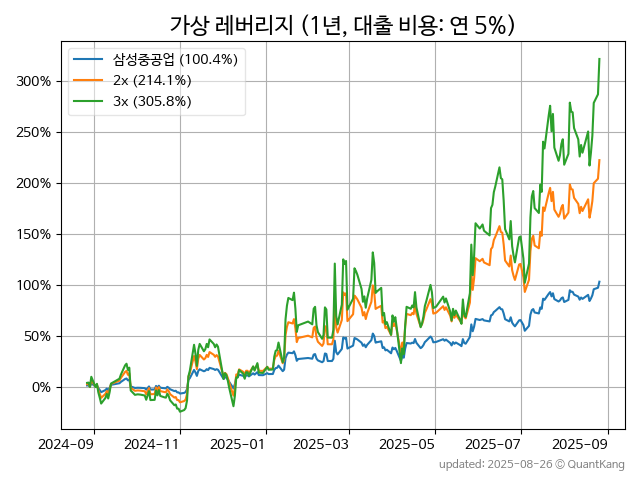 가상 레버리지 (1년, 대출 비용: 연 5%)
삼성중공업 (100.4%)
2x (214.1%)
3x (305.8%)
300%
250%
200%
150%
100%
50%
0%
2024-09 2024-11 2025-01 2025-03 2025-05 2025-07 2025-09
updated: 2025-08-26 © QuantKang